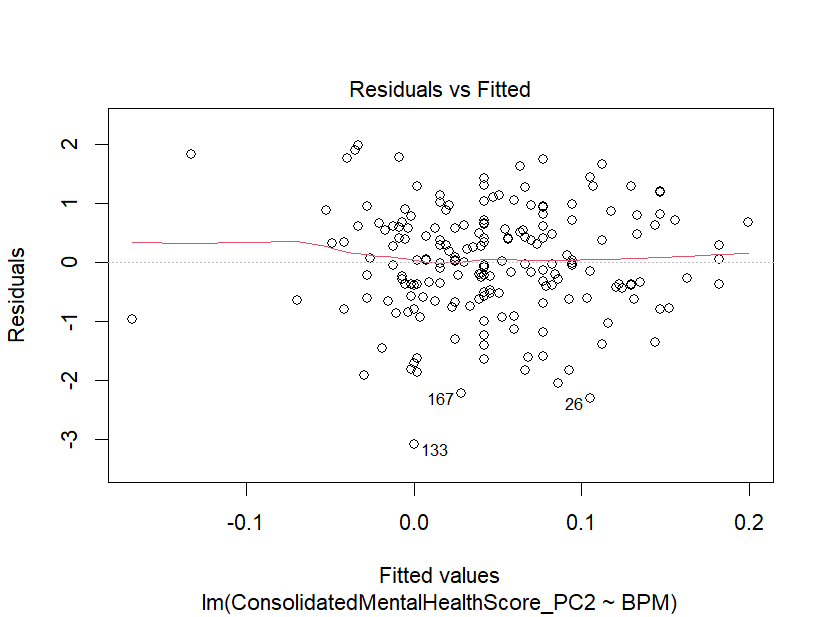 Residuals vs Fitted
Residuals
2
1
0
-1
-2
-3
167
26
133
-0.1 0.0 0.1 0.2
Fitted values
lm(ConsolidatedMentalHealthScore_PC2 ~ BPM)